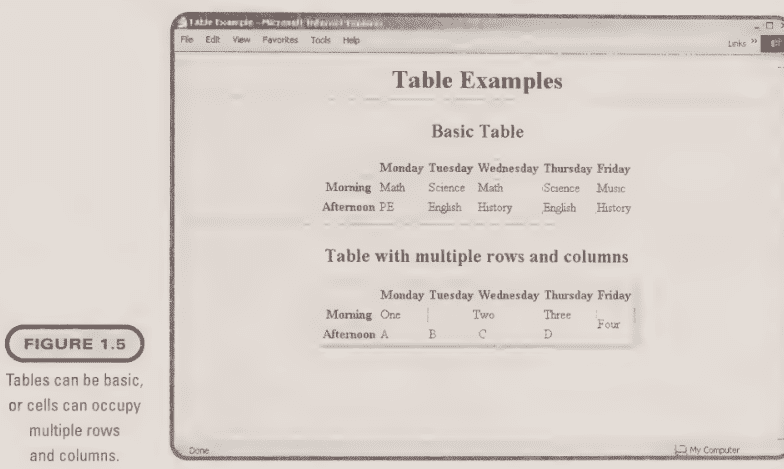 Table Example - Microsoft Internet Explorer
File Edit View Favorites Tools Help
Links »
Table Examples
Basic Table
Monday Tuesday Wednesday Thursday Friday
Morning Math Science Math Science Music
Afternoon PE English History English History
Table with multiple rows and columns
Monday Tuesday Wednesday Thursday Friday
Morning One Two Three Four
Afternoon A B C D
Done My Computer
FIGURE 1.5
Tables can be basic,
or cells can occupy
multiple rows
and columns.